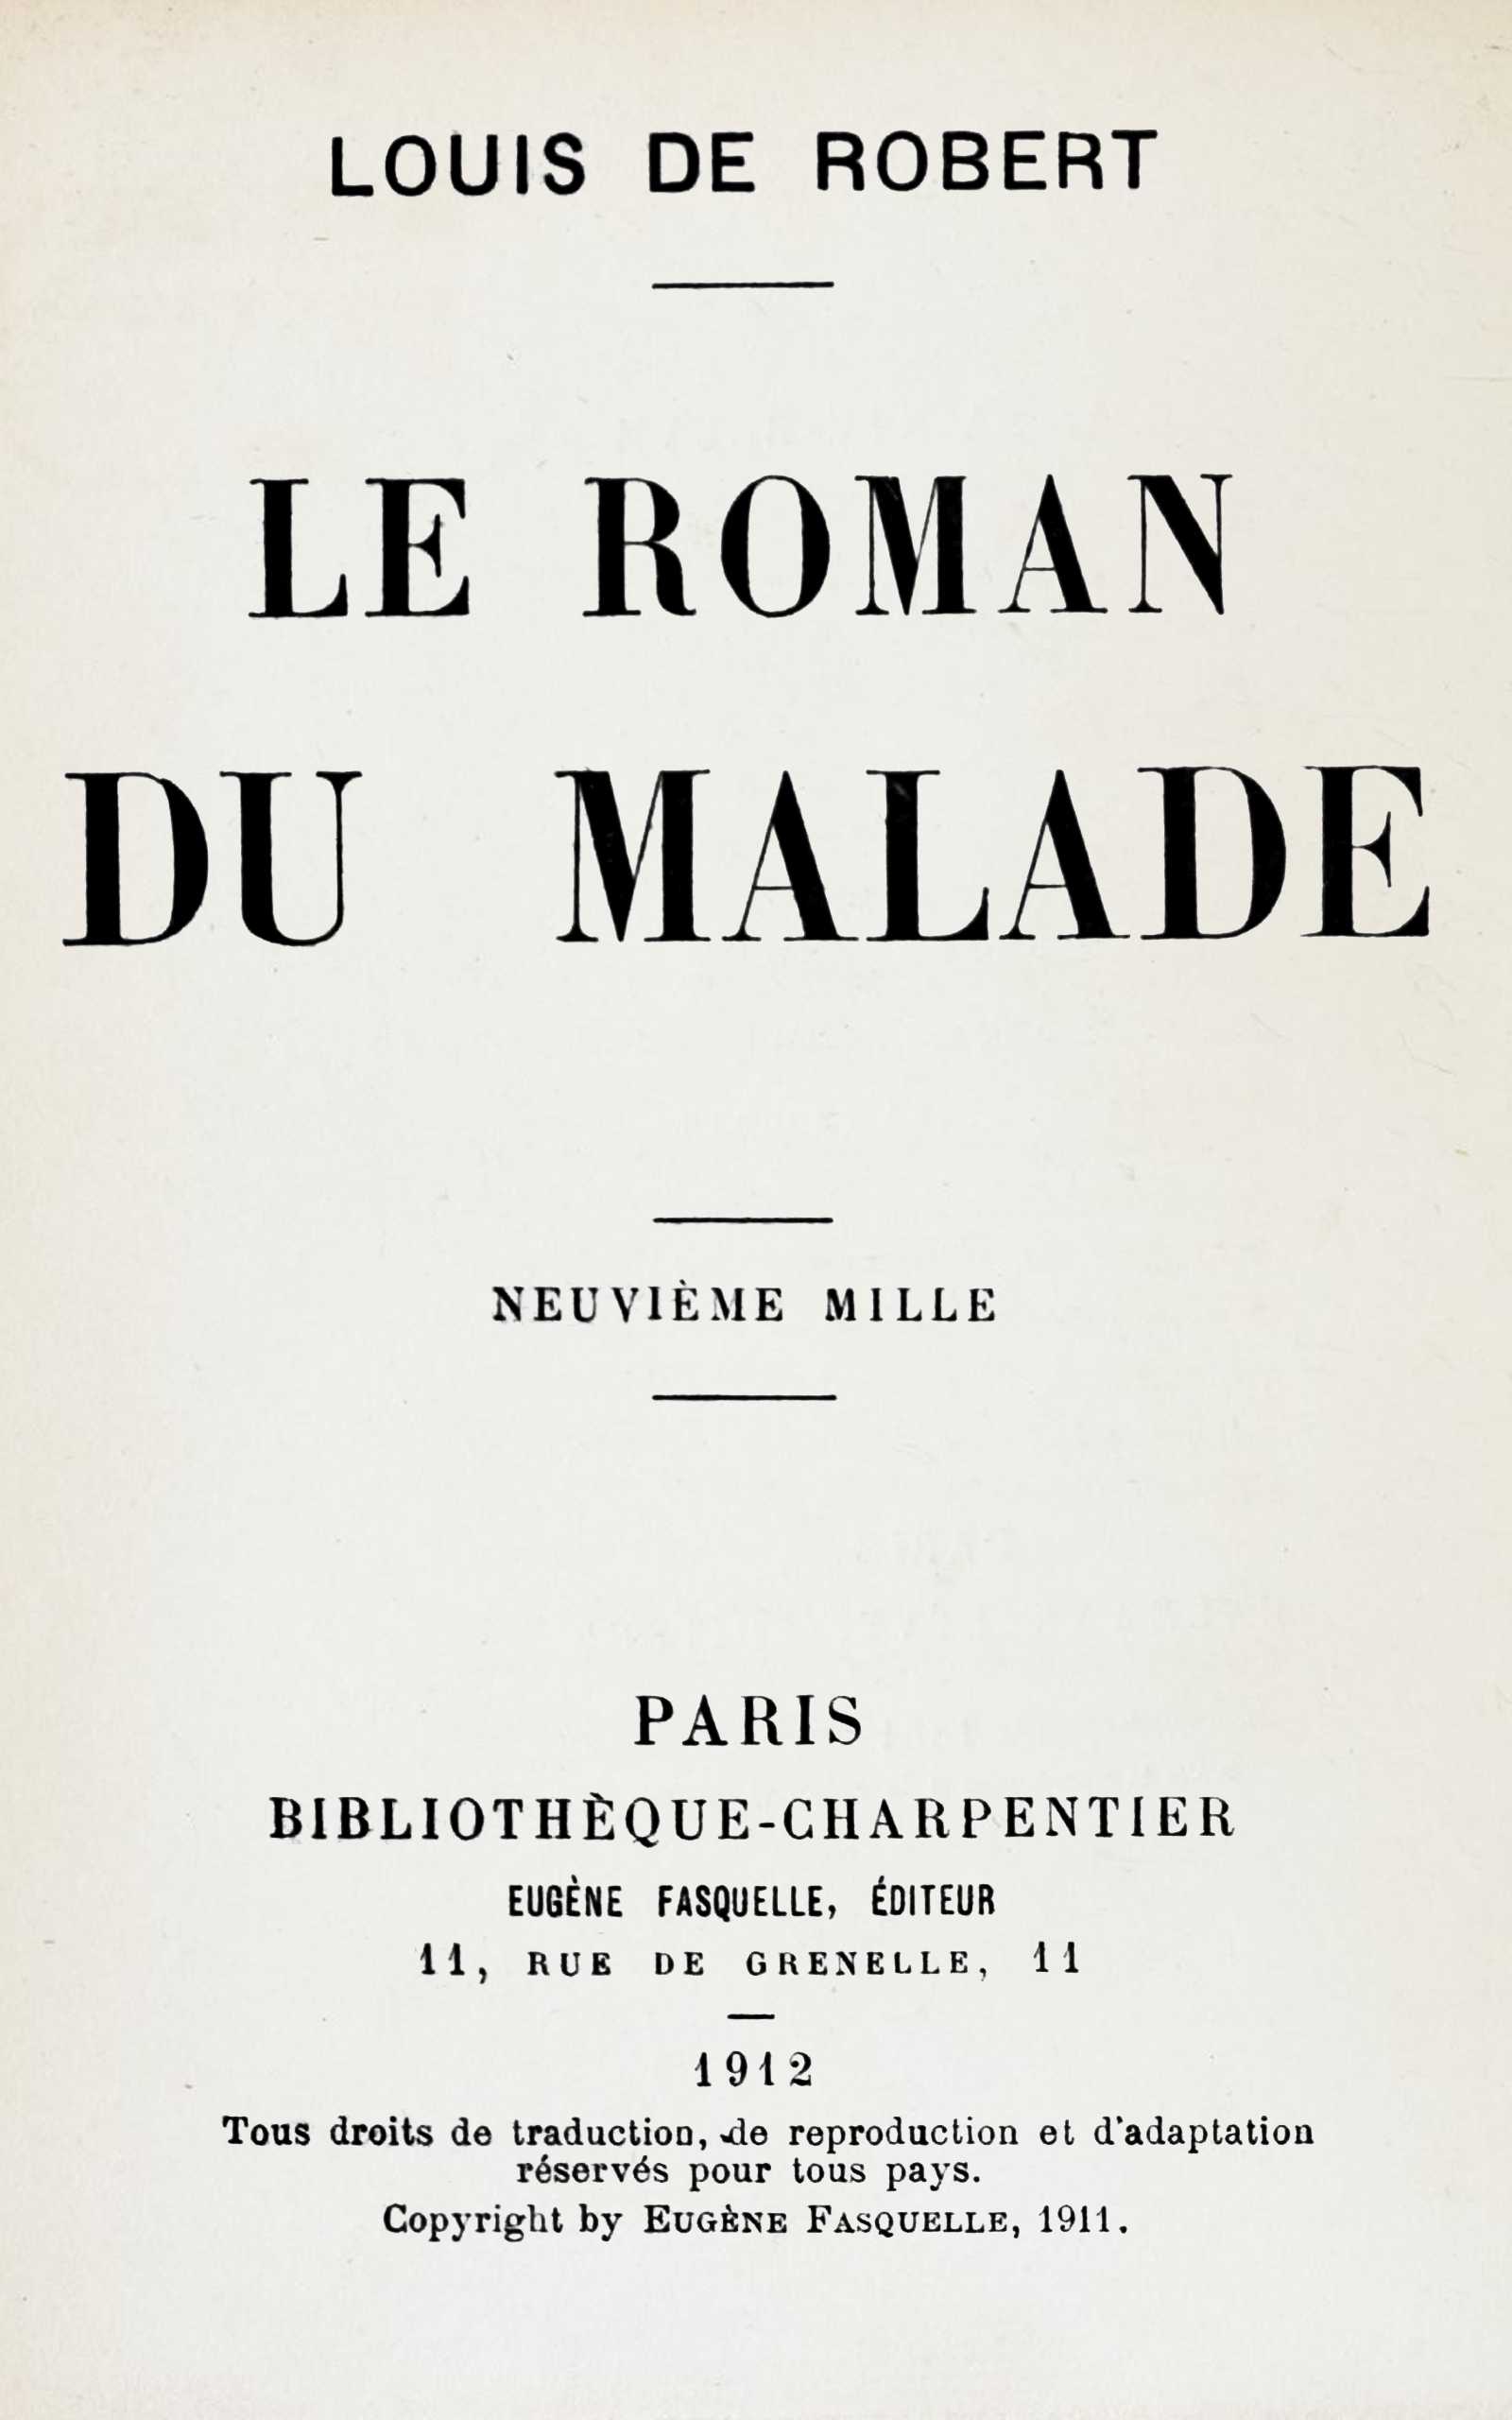 LOUIS DE ROBERT
LE ROMAN
DU MALADE
NEUVIÈME MILLE
PARIS
BIBLIOTHÈQUE-CHARPENTIER
EUGÈNE FASQUELLE, ÉDITEUR
11, RUE DE GRENELLE, 11
1912
Tous droits de traduction, de reproduction et d'adaptation
réservés pour tous pays.
Copyright by EUGÈNE FASQUELLE, 1911.